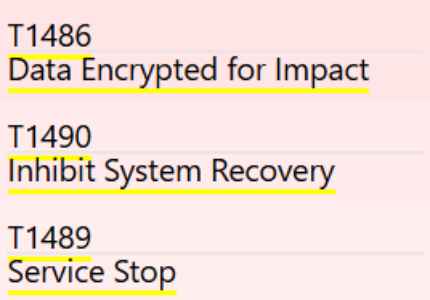 T1486
Data Encrypted for Impact
T1490
Inhibit System Recovery
T1489
Service Stop